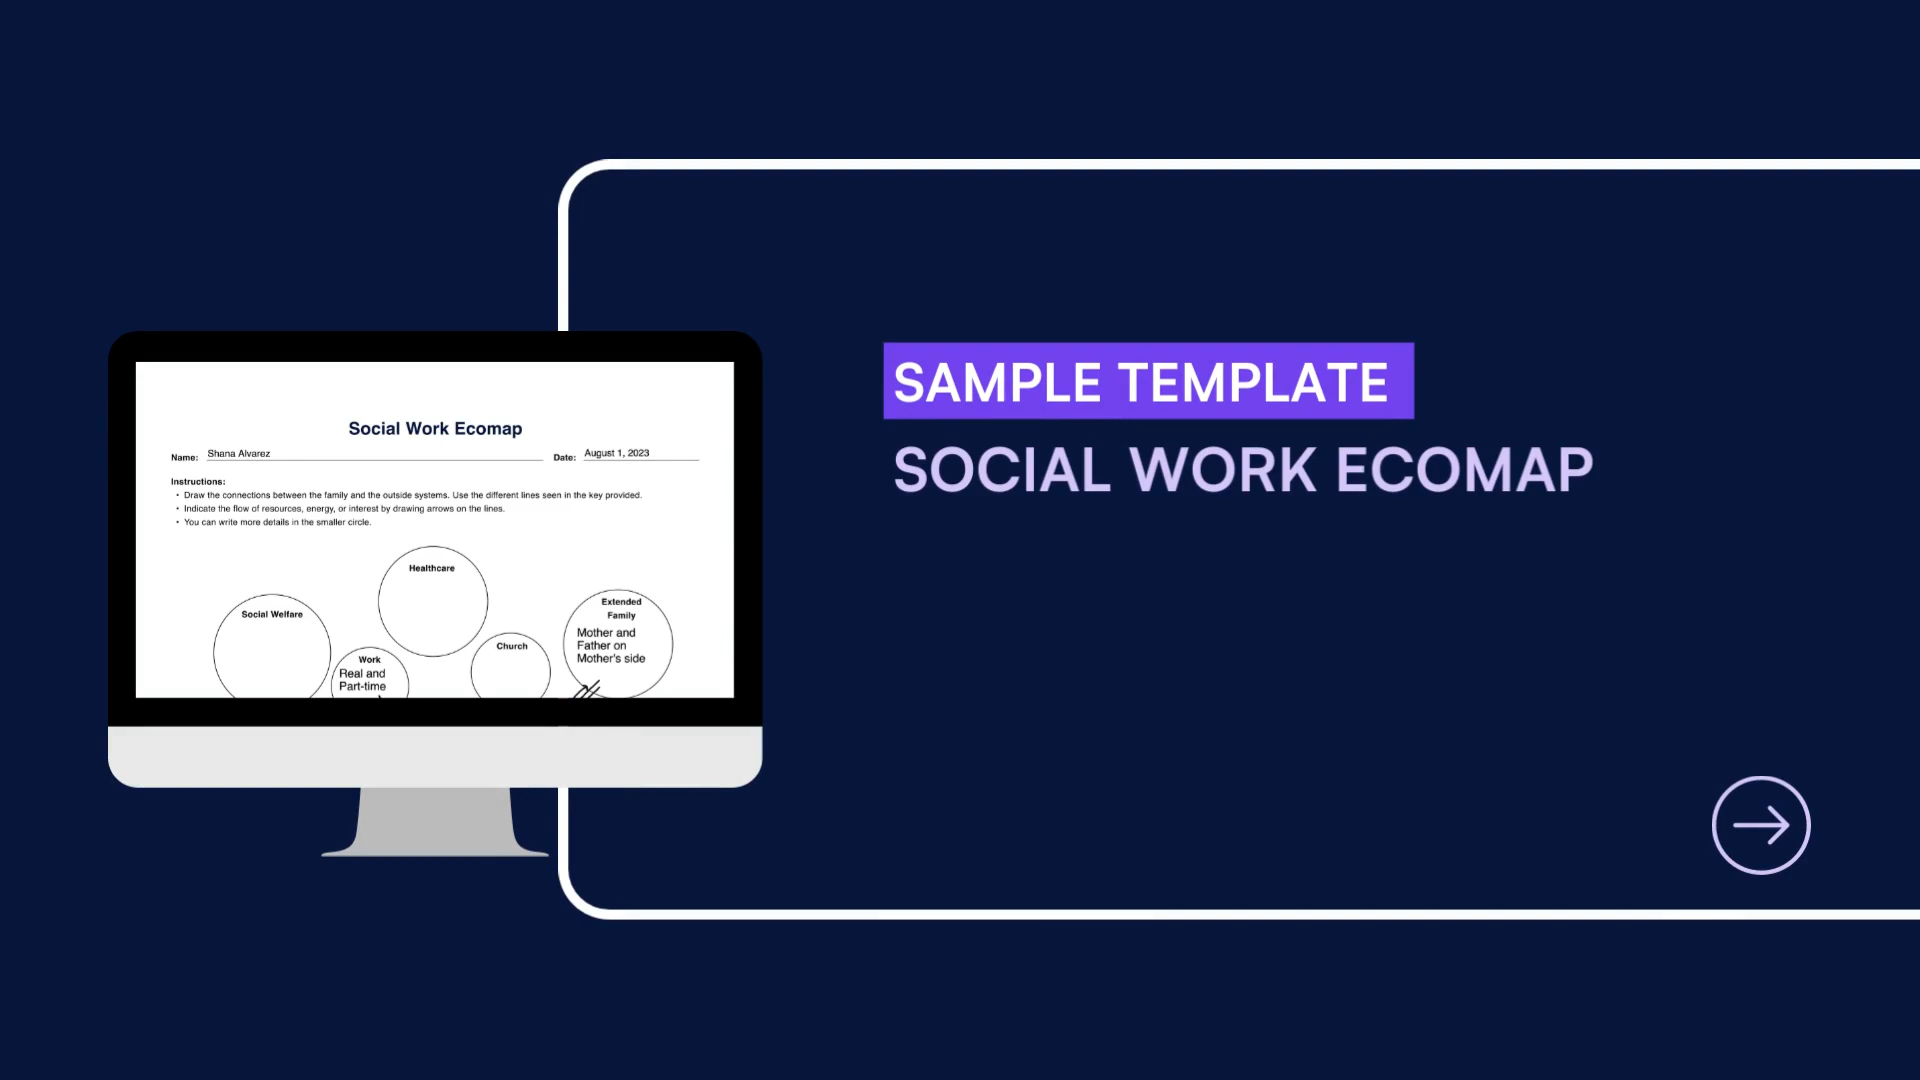 Social Work Ecomap
Name: Shana Alvarez Date: August 1, 2023
Instructions:
• Draw the connections between the family and the outside systems. Use the different lines seen in the key provided.
• Indicate the flow of resources, energy, or interest by drawing arrows on the lines.
• You can write more details in the smaller circle.
Healthcare
Social Welfare
Extended
Family
Mother and
Father on
Mother's side
Church
Work
Real and
Part-time
SAMPLE TEMPLATE
SOCIAL WORK ECOMAP